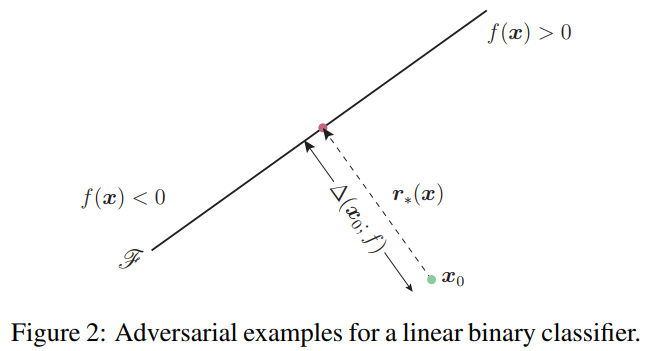 f(x) > 0
f(x) < 0
r∗(x)
Δ(x₀; f)
ℱ
x₀
Figure 2: Adversarial examples for a linear binary classifier.